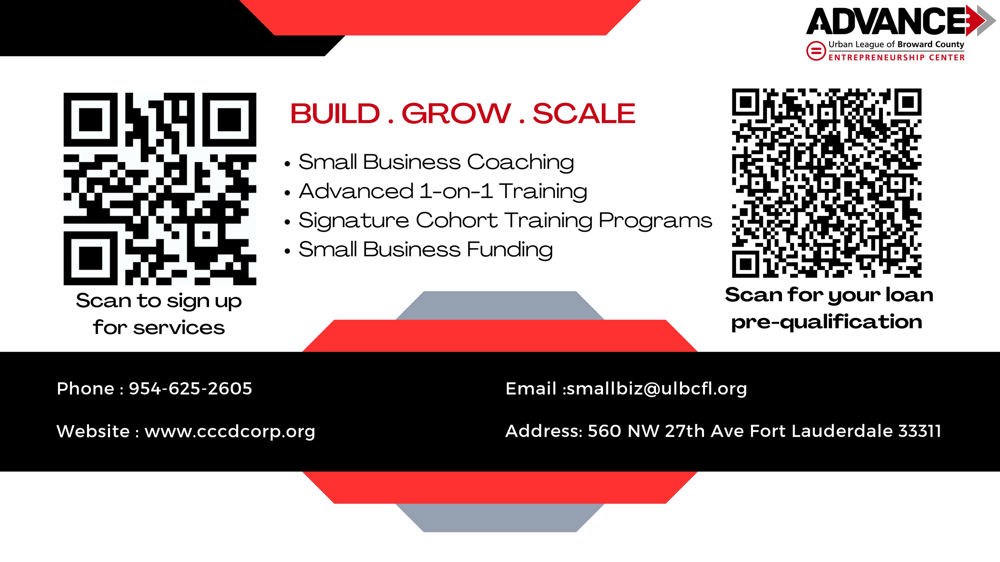 ADVANCE
Urban League of Broward County
ENTREPRENEURSHIP CENTER
BUILD . GROW . SCALE
• Small Business Coaching
• Advanced 1-on-1 Training
• Signature Cohort Training Programs
• Small Business Funding
Scan to sign up
for services
Scan for your loan
pre-qualification
Phone : 954-625-2605
Email :smallbiz@ulbcfl.org
Website : www.cccdcorp.org
Address: 560 NW 27th Ave Fort Lauderdale 33311